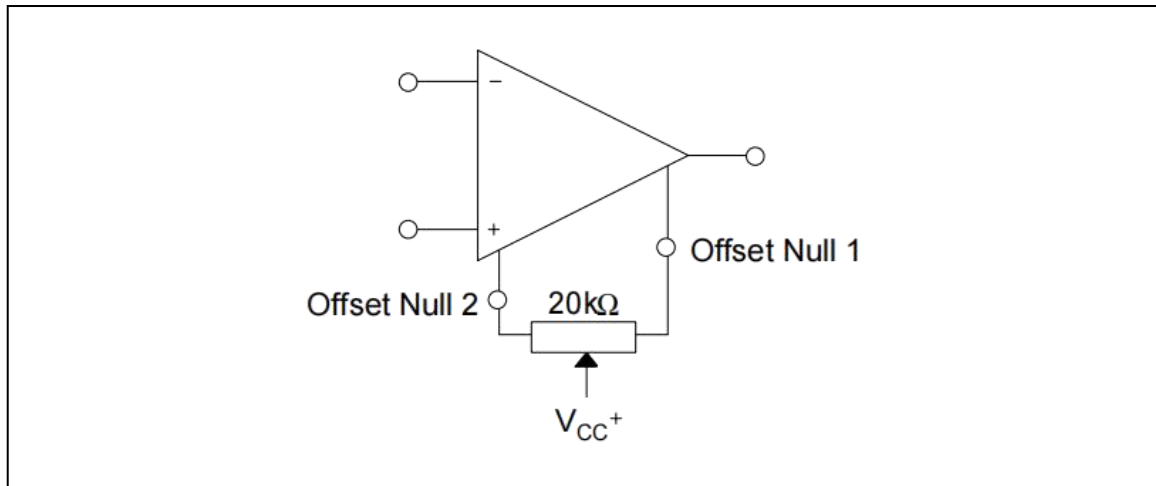 −
+
Offset Null 1
Offset Null 2
20kΩ
VCC+